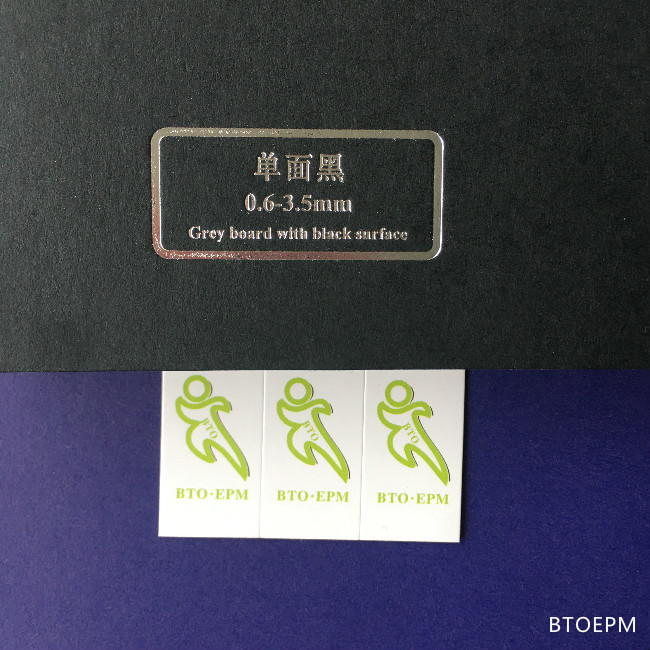 单面黑
0.6-3.5mm
Grey board with black surface
BTO
BTO
BTO
BTO·EPM
BTO·EPM
BTO·EPM
BTOEPM